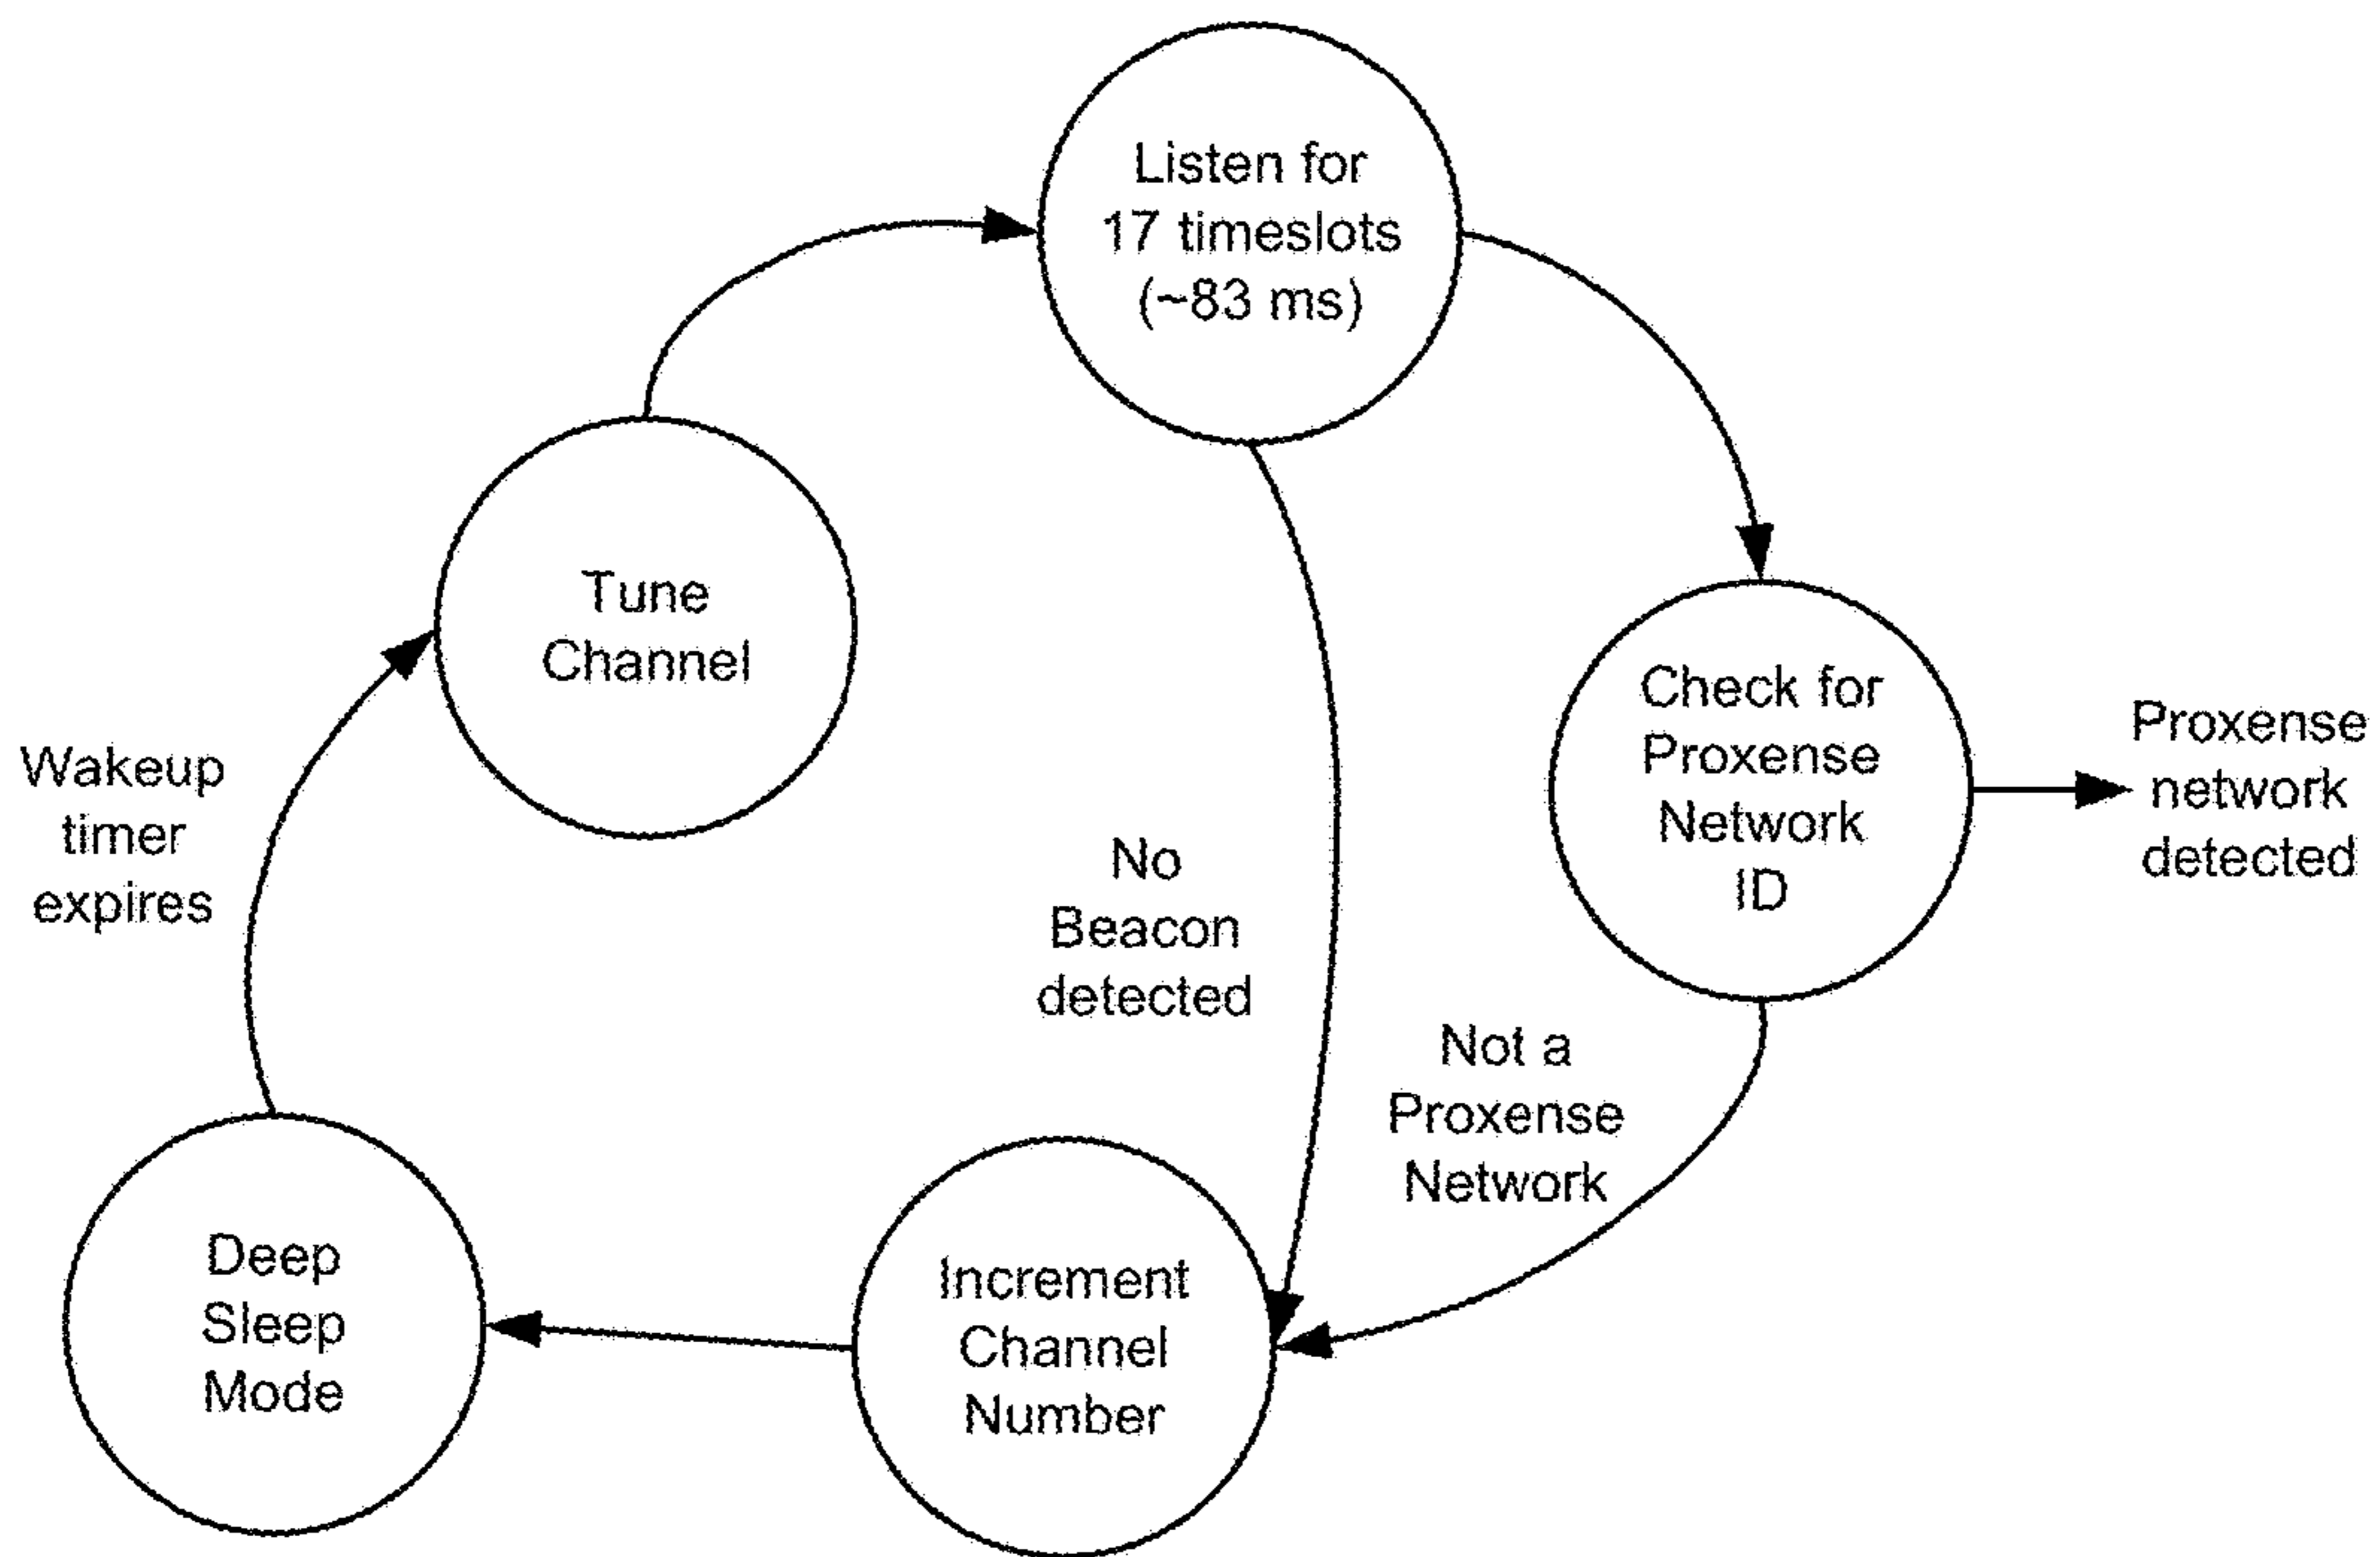 Listen for
17 timeslots
(~83 ms)
Tune
Channel
Check for
Proxense
Network
ID
Proxense
network
detected
Wakeup
timer
expires
No
Beacon
detected
Not a
Proxense
Network
Deep
Sleep
Mode
Increment
Channel
Number